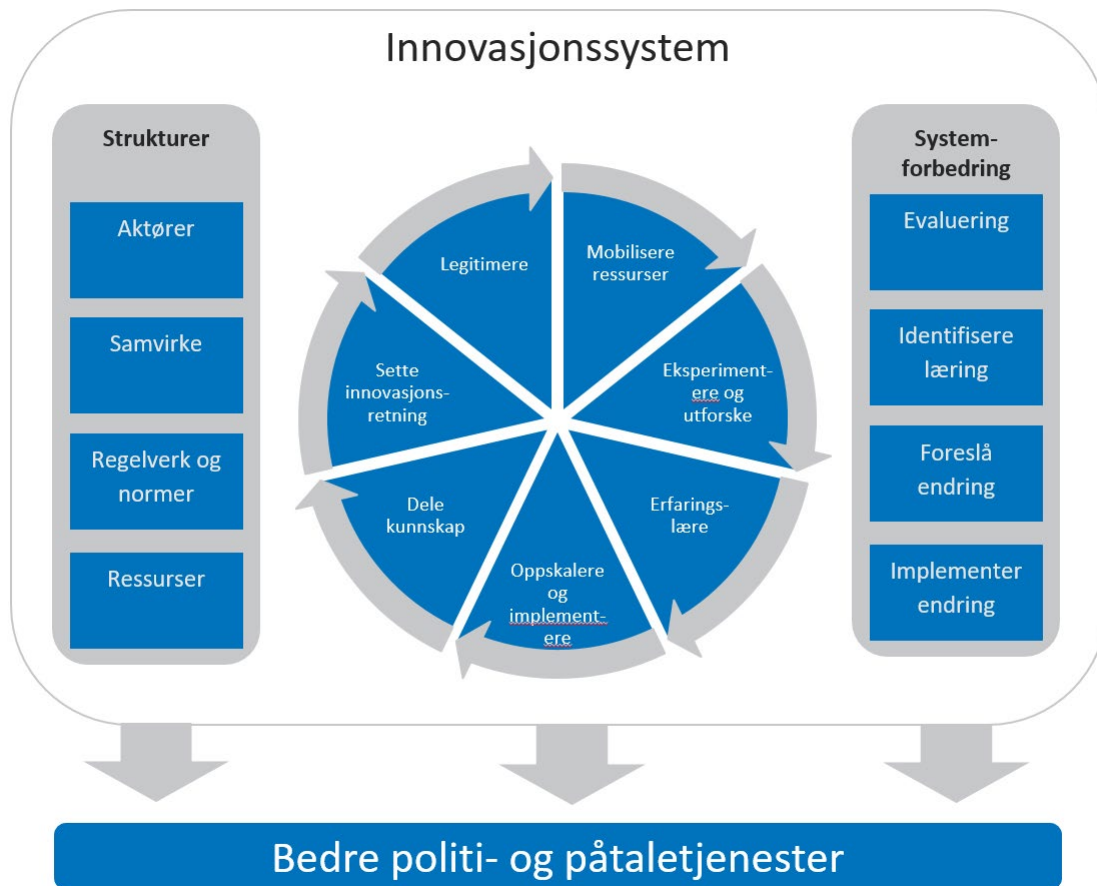 Innovasjonssystem
Strukturer
Aktører
Samvirke
Regelverk og
normer
Ressurser
Legitimere
Mobilisere
ressurser
Eksperiment-
ere og
utforske
Erfarings-
lære
Oppskalere
og
implement-
ere
Dele
kunnskap
Sette
innovasjons-
retning
System-
forbedring
Evaluering
Identifisere
læring
Foreslå
endring
Implementer
endring
Bedre politi- og påtaletjenester